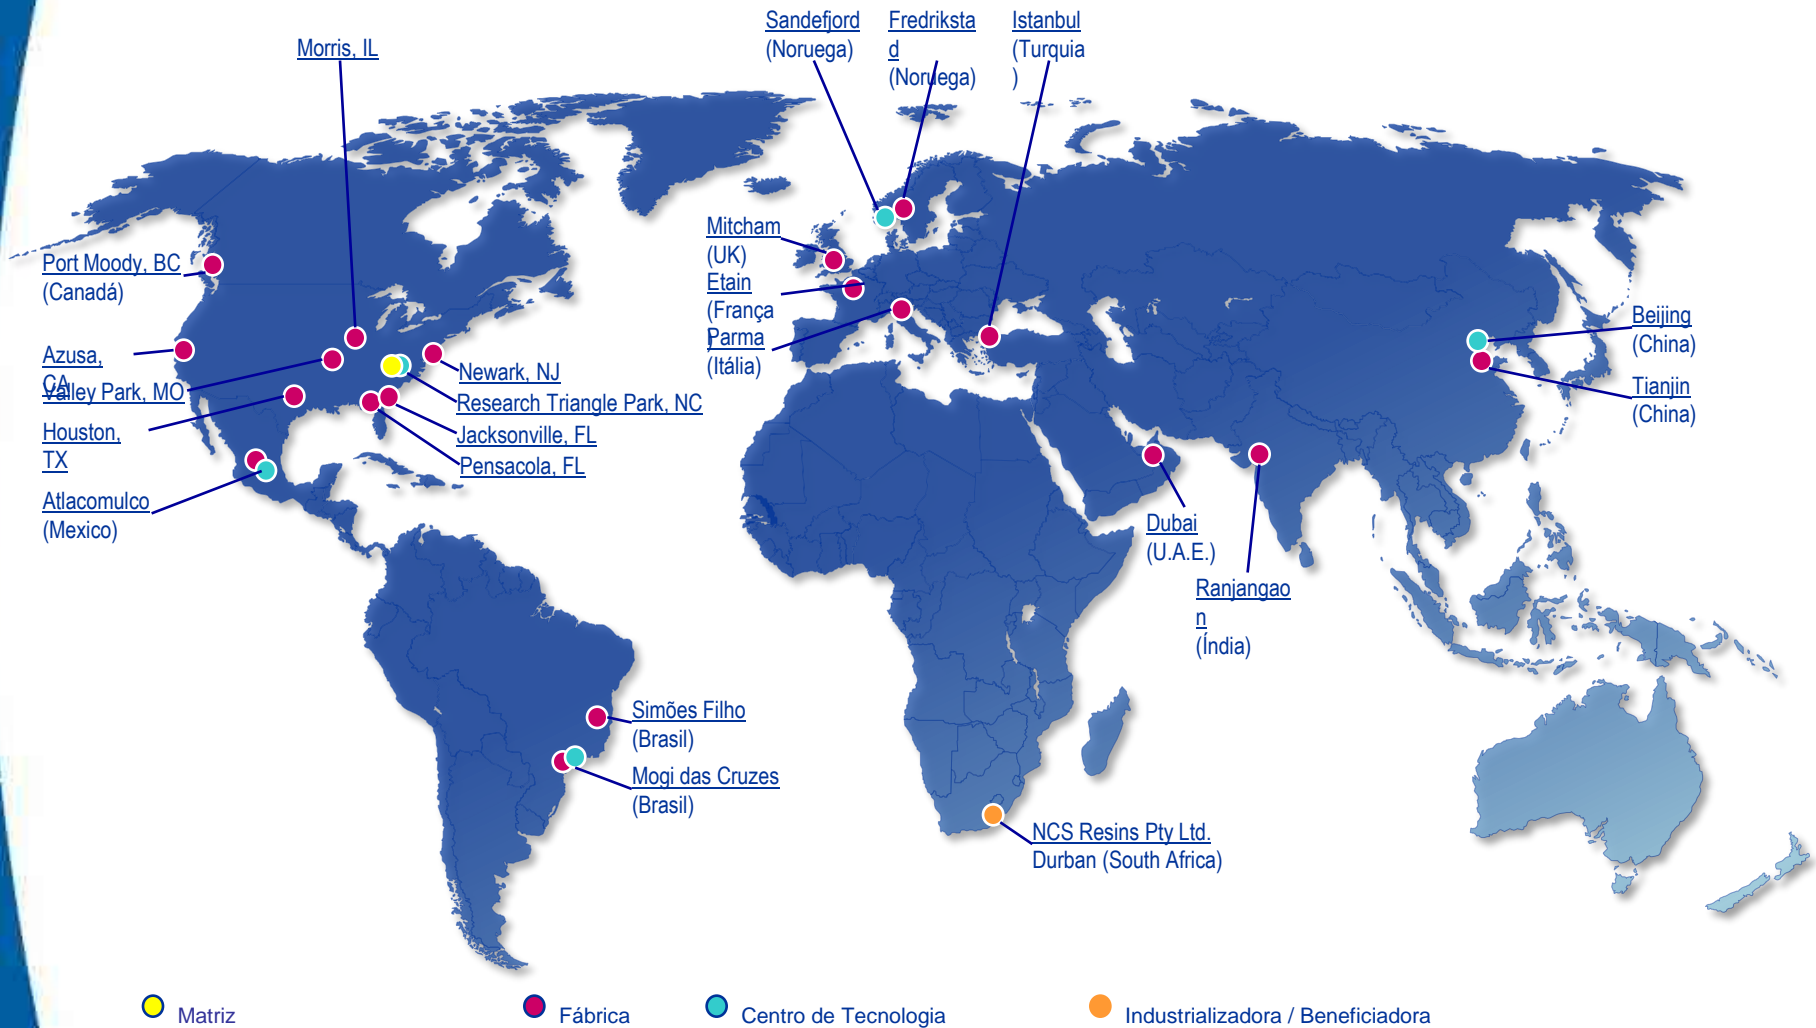 Sandefjord
(Noruega)
Fredriksta
d
(Noruega)
Istanbul
(Turquia
)
Morris, IL
Port Moody, BC
(Canadá)
Azusa,
CA
Valley Park, MO
Houston,
TX
Atlacomulco
(Mexico)
Newark, NJ
Research Triangle Park, NC
Jacksonville, FL
Pensacola, FL
Mitcham
(UK)
Etain
(França
)
Parma
(Itália)
Beijing
(China)
Tianjin
(China)
Dubai
(U.A.E.)
Ranjangao
n
(Índia)
Simões Filho
(Brasil)
Mogi das Cruzes
(Brasil)
NCS Resins Pty Ltd.
Durban (South Africa)
Matriz
Fábrica
Centro de Tecnologia
Industrializadora / Beneficiadora